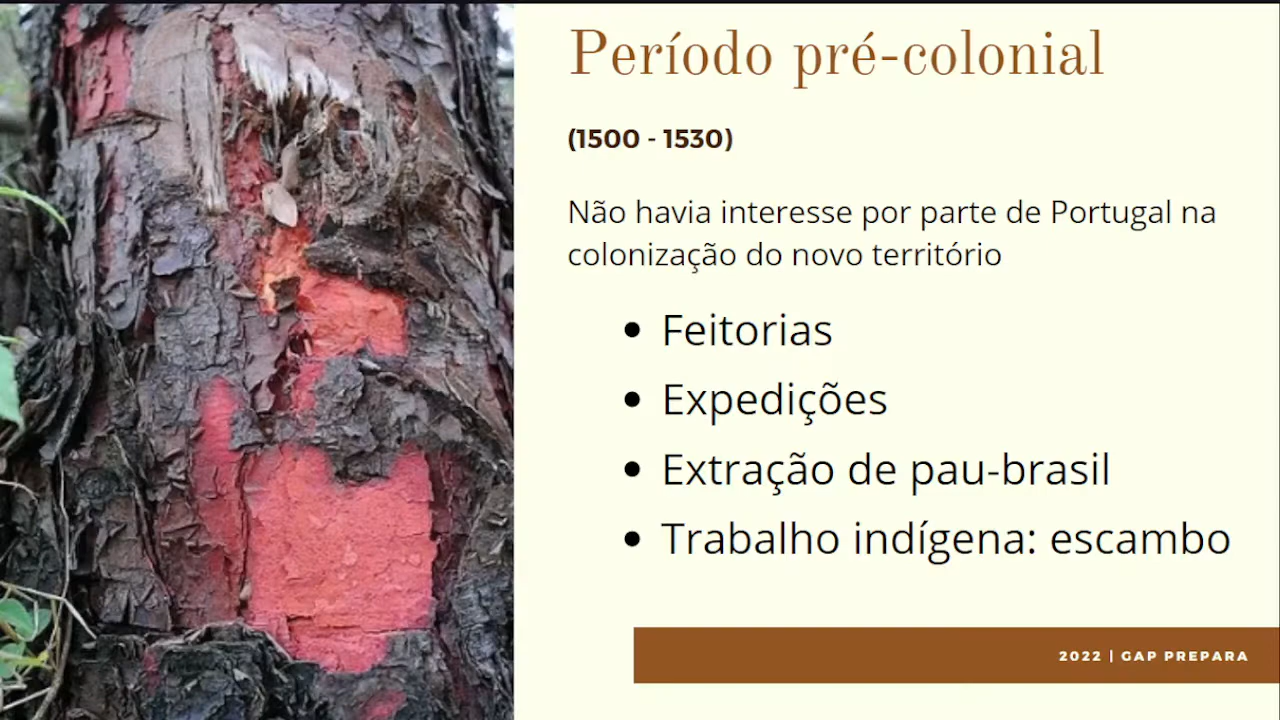 Período pré-colonial
(1500 - 1530)
Não havia interesse por parte de Portugal na
colonização do novo território
• Feitorias
• Expedições
• Extração de pau-brasil
• Trabalho indígena: escambo
2022 | GAP PREPARA